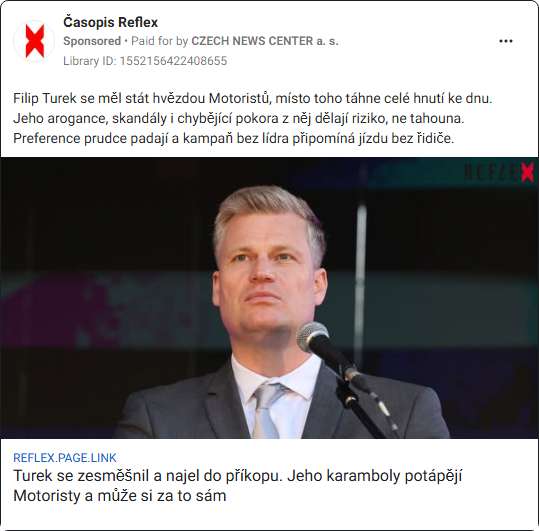 Časopis Reflex
Sponsored • Paid for by CZECH NEWS CENTER a. s.
Library ID: 1552156422408655
Filip Turek se měl stát hvězdou Motoristů, místo toho táhne celé hnutí ke dnu.
Jeho arogance, skandály i chybějící pokora z něj dělají riziko, ne tahouna.
Preference prudce padají a kampaň bez lídra připomíná jízdu bez řidiče.
REFLEX
REFLEX.PAGE.LINK
Turek se zesměšnil a najel do příkopu. Jeho karamboly potápějí
Motoristy a může si za to sám